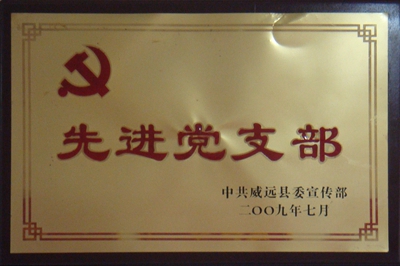 先进党支部
中共威远县委宣传部
二〇〇九年七月